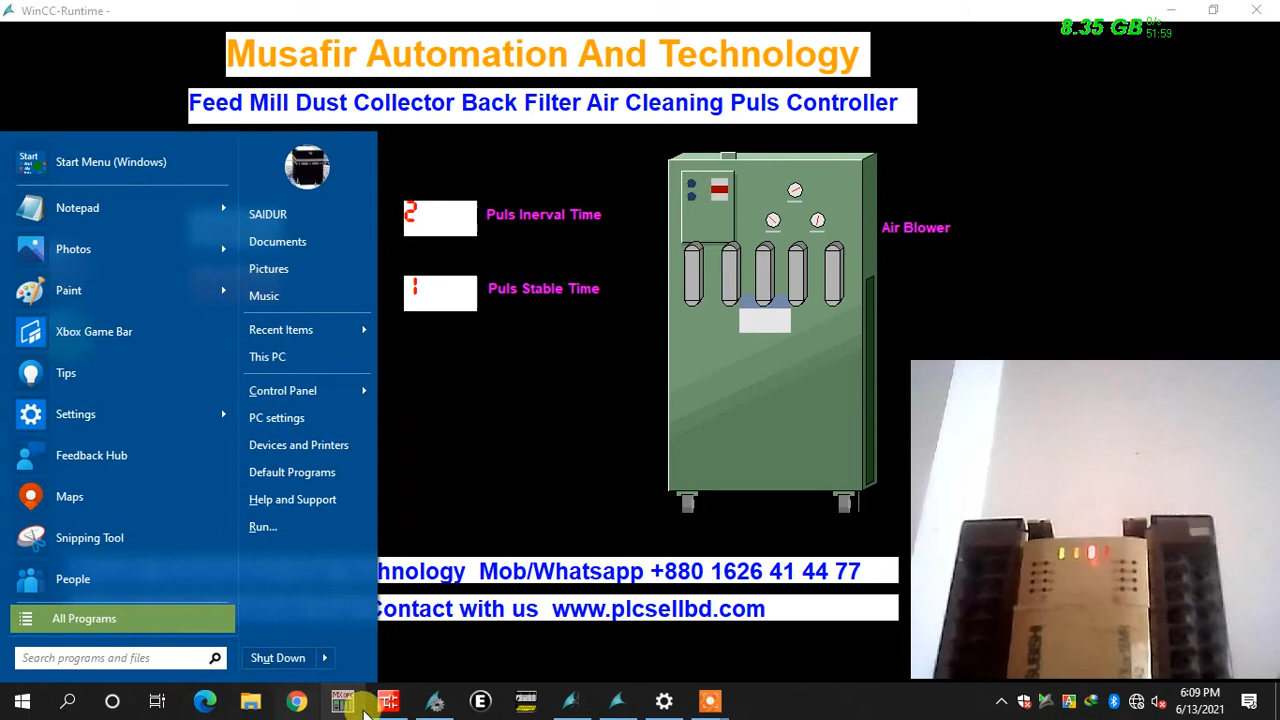 WinCC-Runtime -
8.35 GB
0/s
51:59
Musafir Automation And Technology
Feed Mill Dust Collector Back Filter Air Cleaning Puls Controller
Start
Start Menu (Windows)
Notepad
Photos
Paint
Xbox Game Bar
Tips
Settings
Feedback Hub
Maps
Snipping Tool
People
All Programs
Search programs and files
SAIDUR
Documents
Pictures
Music
Recent Items
This PC
Control Panel
PC settings
Devices and Printers
Default Programs
Help and Support
Run...
Shut Down
2
Puls Inerval Time
1
Puls Stable Time
Air Blower
hnology Mob/Whatsapp +880 1626 41 44 77
Contact with us www.plcsellbd.com
6:09 PM
6/13/2021